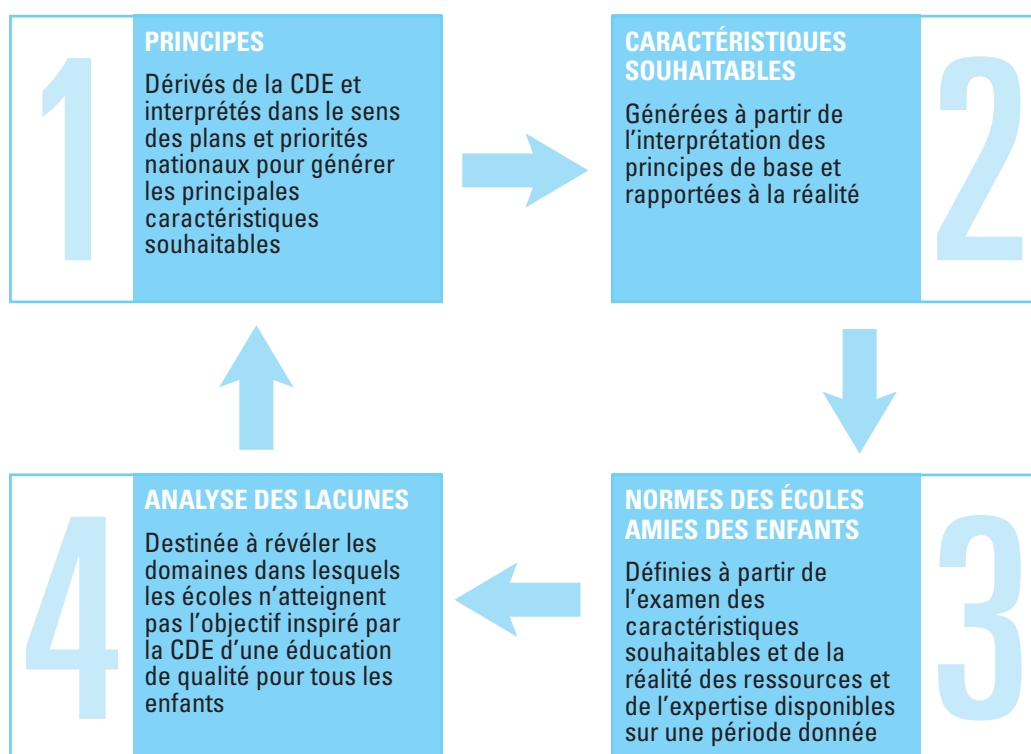 1
PRINCIPES
Dérivés de la CDE et
interprétés dans le sens
des plans et priorités
nationaux pour générer
les principales
caractéristiques
souhaitables
CARACTÉRISTIQUES
SOUHAITABLES
Générées à partir de
l’interprétation des
principes de base et
rapportées à la réalité
2
NORMES DES ÉCOLES
AMIES DES ENFANTS
Définies à partir de
l’examen des
caractéristiques
souhaitables et de la
réalité des ressources et
de l’expertise disponibles
sur une période donnée
3
4
ANALYSE DES LACUNES
Destinée à révéler les
domaines dans lesquels
les écoles n’atteignent
pas l’objectif inspiré par
la CDE d’une éducation
de qualité pour tous les
enfants